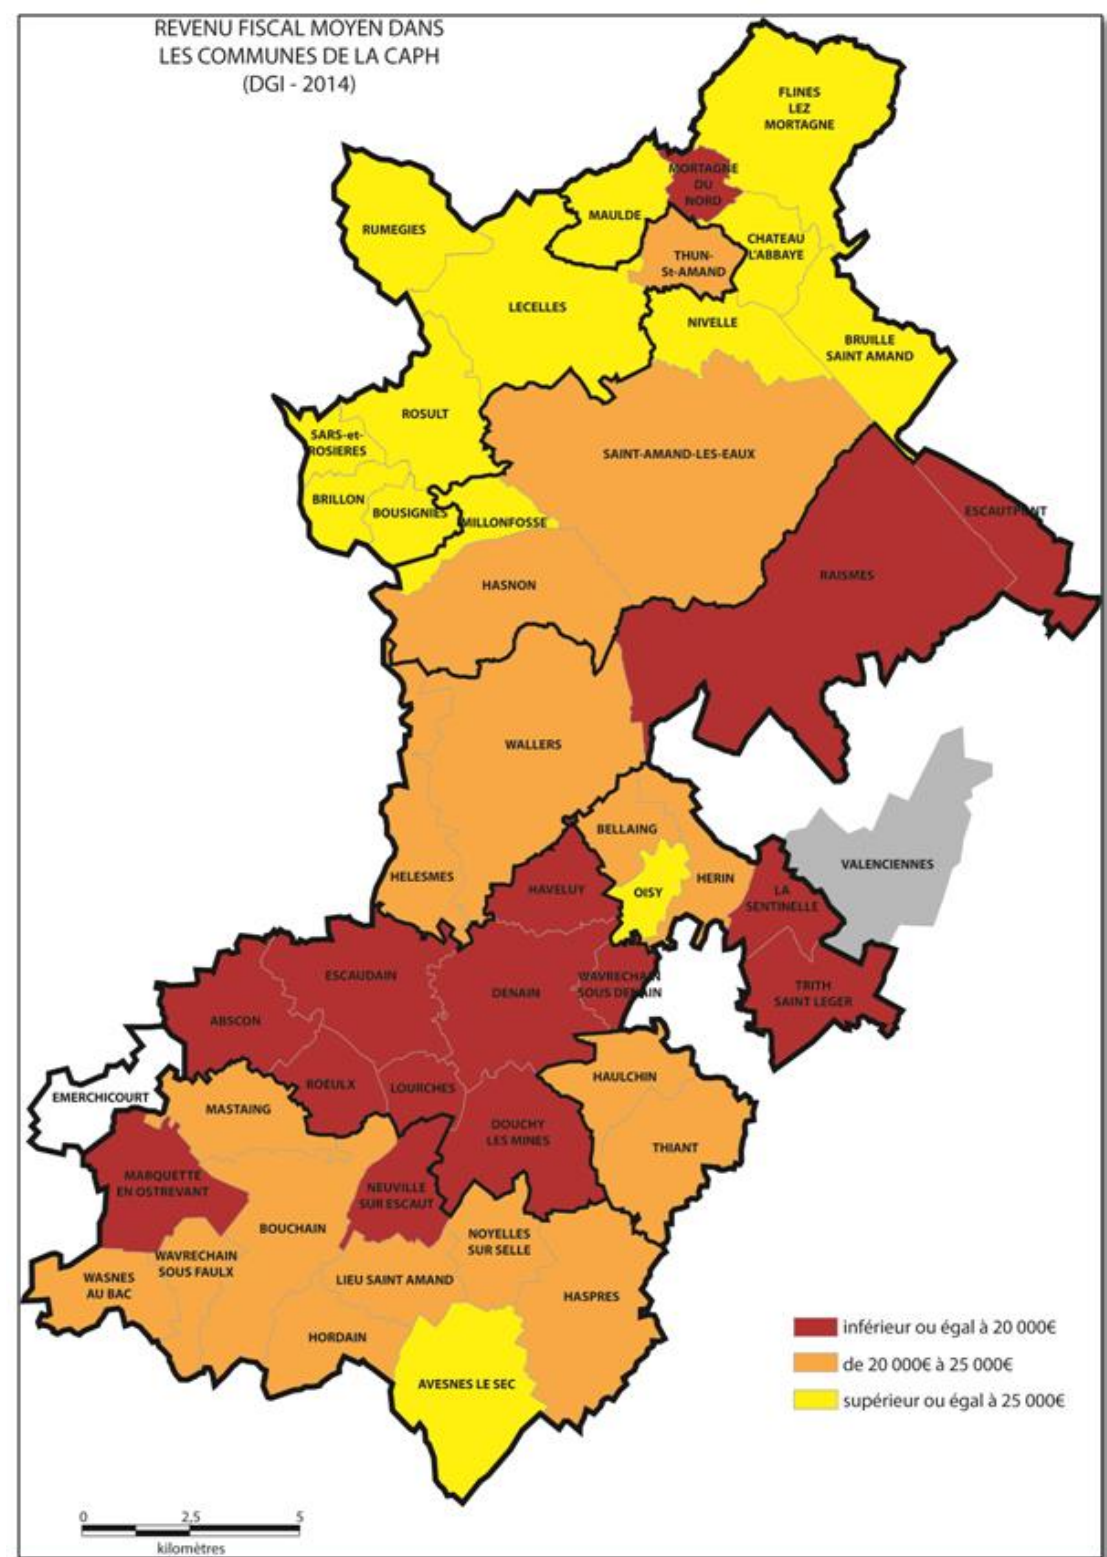 REVENU FISCAL MOYEN DANS
LES COMMUNES DE LA CAPH
(DGI - 2014)
FLINES
LEZ
MORTAGNE
MORTAGNE
DU
NORD
MAULDE
RUMEGIES
CHATEAU
L'ABBAYE
THUN-
St-AMAND
LECELLES
NIVELLE
BRUILLE
SAINT AMAND
ROSULT
SARS-et-
ROSIERES
SAINT-AMAND-LES-EAUX
BRILLON
BOUSIGNIES
MILLONFOSSE
ESCAUTPONT
RAISMES
HASNON
WALLERS
BELLAING
VALENCIENNES
HELESMES
HERIN
HAVELUY
OISY
LA
SENTINELLE
ESCAUDAIN
WAVRECHAIN
SOUS DENAIN
DENAIN
TRITH
SAINT LEGER
ABSCON
HAULCHIN
ROEULX
LOURCHES
EMERCHICOURT
MASTAING
DOUCHY
LES MINES
THIANT
MARQUETTE
EN OSTREVANT
NEUVILLE
SUR ESCAUT
BOUCHAIN
NOYELLES
SUR SELLE
WAVRECHAIN
SOUS FAULX
WASNES
AU BAC
LIEU SAINT AMAND
HASPRES
HORDAIN
AVESNES LE SEC
inférieur ou égal à 20 000€
de 20 000€ à 25 000€
supérieur ou égal à 25 000€
0 2,5 5
kilomètres